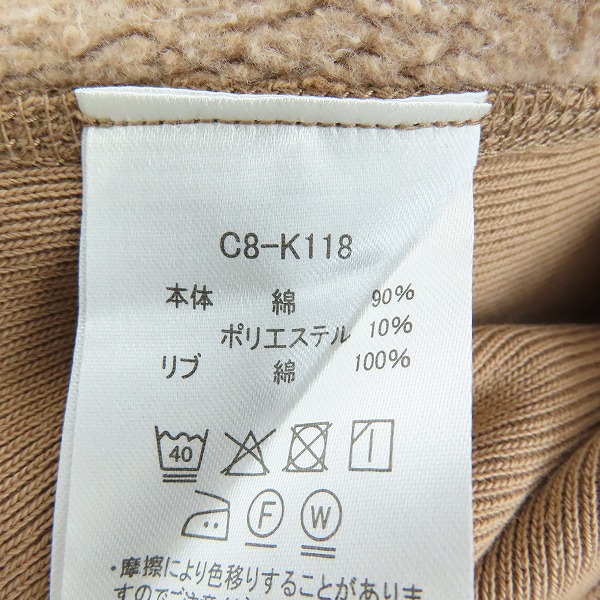 C8-K118
本体 綿 90%
ポリエステル 10%
リブ 綿 100%
40
F W
・摩擦により色移りすることがありま
すのでご注意